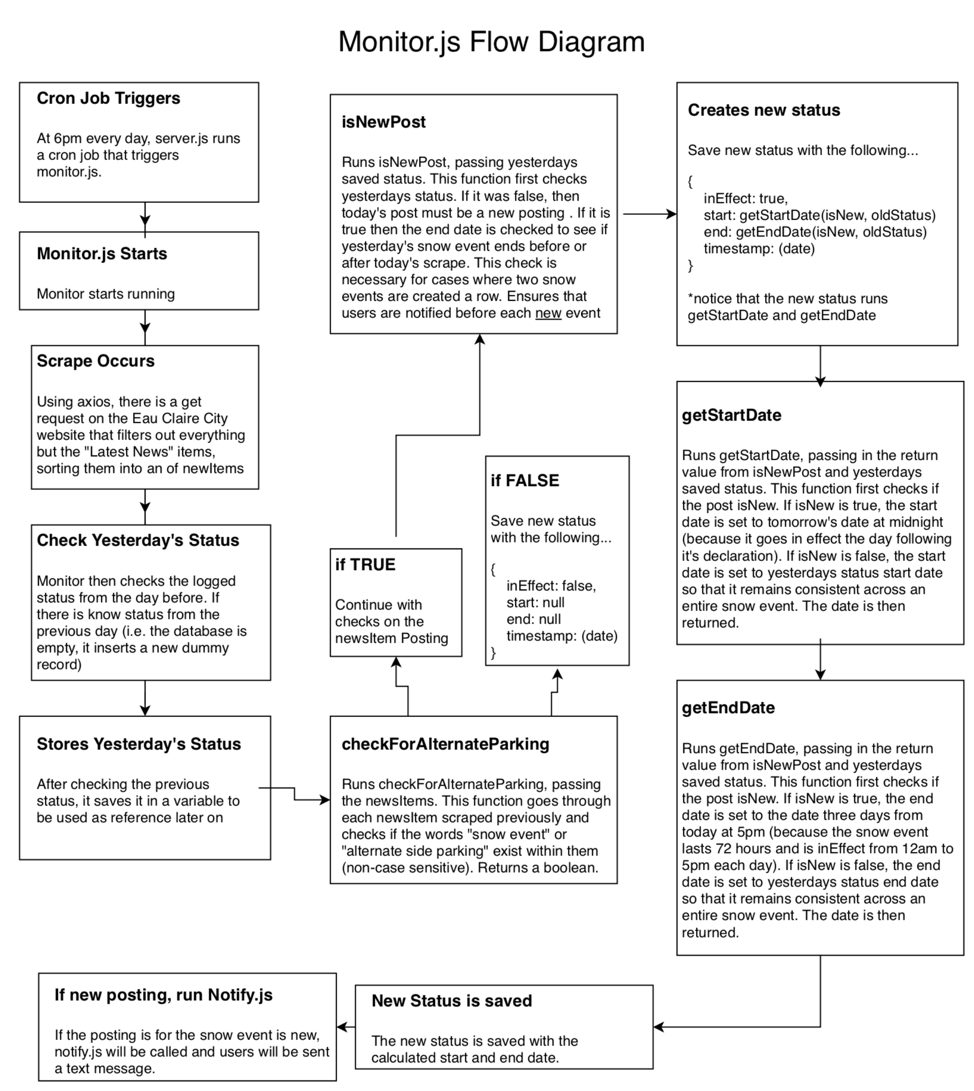 Monitor.js Flow Diagram
Cron Job Triggers
At 6pm every day, server.js runs
a cron job that triggers
monitor.js.
Monitor.js Starts
Monitor starts running
Scrape Occurs
Using axios, there is a get
request on the Eau Claire City
website that filters out everything
but the "Latest News" items,
sorting them into an of newItems
Check Yesterday's Status
Monitor then checks the logged
status from the day before. If
there is know status from the
previous day (i.e. the database is
empty, it inserts a new dummy
record)
Stores Yesterday's Status
After checking the previous
status, it saves it in a variable to
be used as reference later on
checkForAlternateParking
Runs checkForAlternateParking, passing
the newsItems. This function goes through
each newsItem scraped previously and
checks if the words "snow event" or
"alternate side parking" exist within them
(non-case sensitive). Returns a boolean.
if TRUE
Continue with
checks on the
newsItem Posting
if FALSE
Save new status
with the following...
{
inEffect: false,
start: null
end: null
timestamp: (date)
}
isNewPost
Runs isNewPost, passing yesterdays
saved status. This function first checks
yesterdays status. If it was false, then
today's post must be a new posting . If it is
true then the end date is checked to see if
yesterday's snow event ends before or
after today's scrape. This check is
necessary for cases where two snow
events are created a row. Ensures that
users are notified before each new event
Creates new status
Save new status with the following...
{
inEffect: true,
start: getStartDate(isNew, oldStatus)
end: getEndDate(isNew, oldStatus)
timestamp: (date)
}
*notice that the new status runs
getStartDate and getEndDate
getStartDate
Runs getStartDate, passing in the return
value from isNewPost and yesterdays
saved status. This function first checks if
the post isNew. If isNew is true, the start
date is set to tomorrow's date at midnight
(because it goes in effect the day following
it's declaration). If isNew is false, the start
date is set to yesterdays status start date
so that it remains consistent across an
entire snow event. The date is then
returned.
getEndDate
Runs getEndDate, passing in the return
value from isNewPost and yesterdays
saved status. This function first checks if
the post isNew. If isNew is true, the end
date is set to the date three days from
today at 5pm (because the snow event
lasts 72 hours and is inEffect from 12am to
5pm each day). If isNew is false, the end
date is set to yesterdays status end date
so that it remains consistent across an
entire snow event. The date is then
returned.
New Status is saved
The new status is saved with the
calculated start and end date.
If new posting, run Notify.js
If the posting is for the snow event is new,
notify.js will be called and users will be sent
a text message.